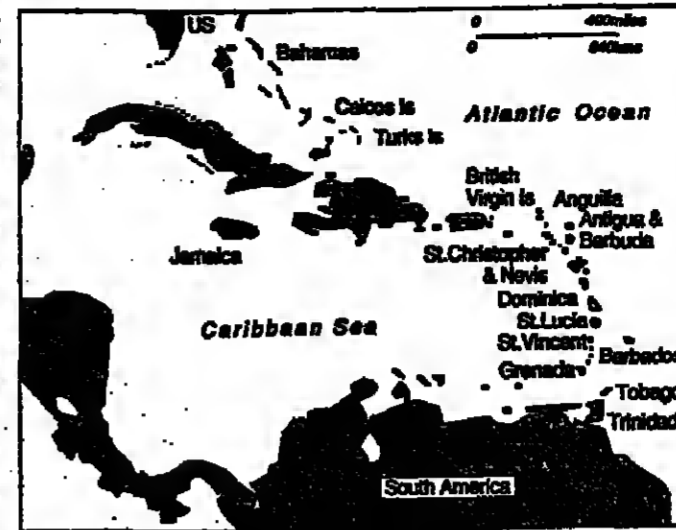 US
0 400miles
0 640kms
Bahamas
Caicos Is
Turks Is
Atlantic Ocean
British
Virgin Is
Anguilla
Antigua &
Barbuda
Jamaica
St.Christopher
& Nevis
Dominica
St.Lucia
Caribbean Sea
St.Vincent
Barbados
Grenada
Tobago
Trinidad
South America